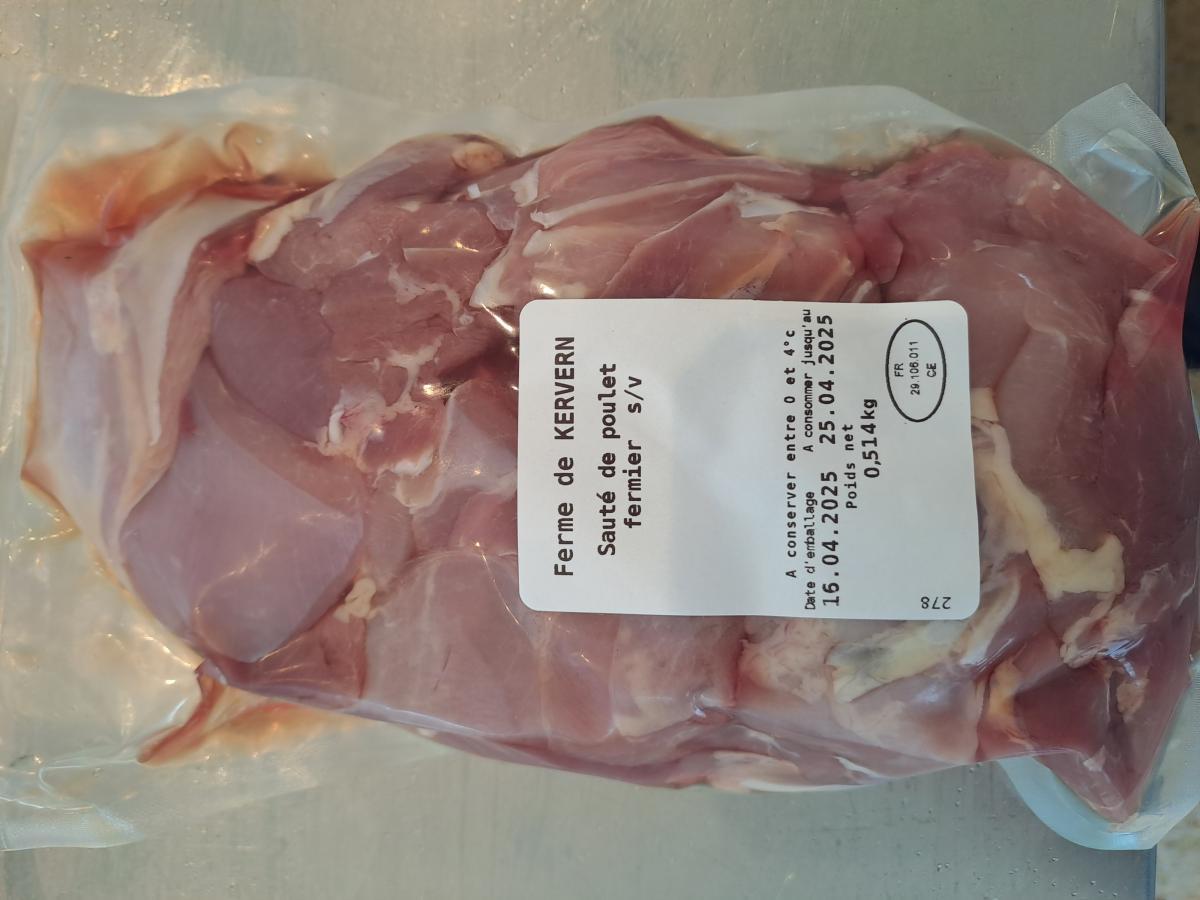 Ferme de KERVERN
Sauté de poulet
fermier s/v
A conserver entre 0 et 4°c
Date d'emballage A consommer jusqu'au
16.04.2025 25.04.2025
Poids net
0,514kg
FR
29.106.011
CE
278